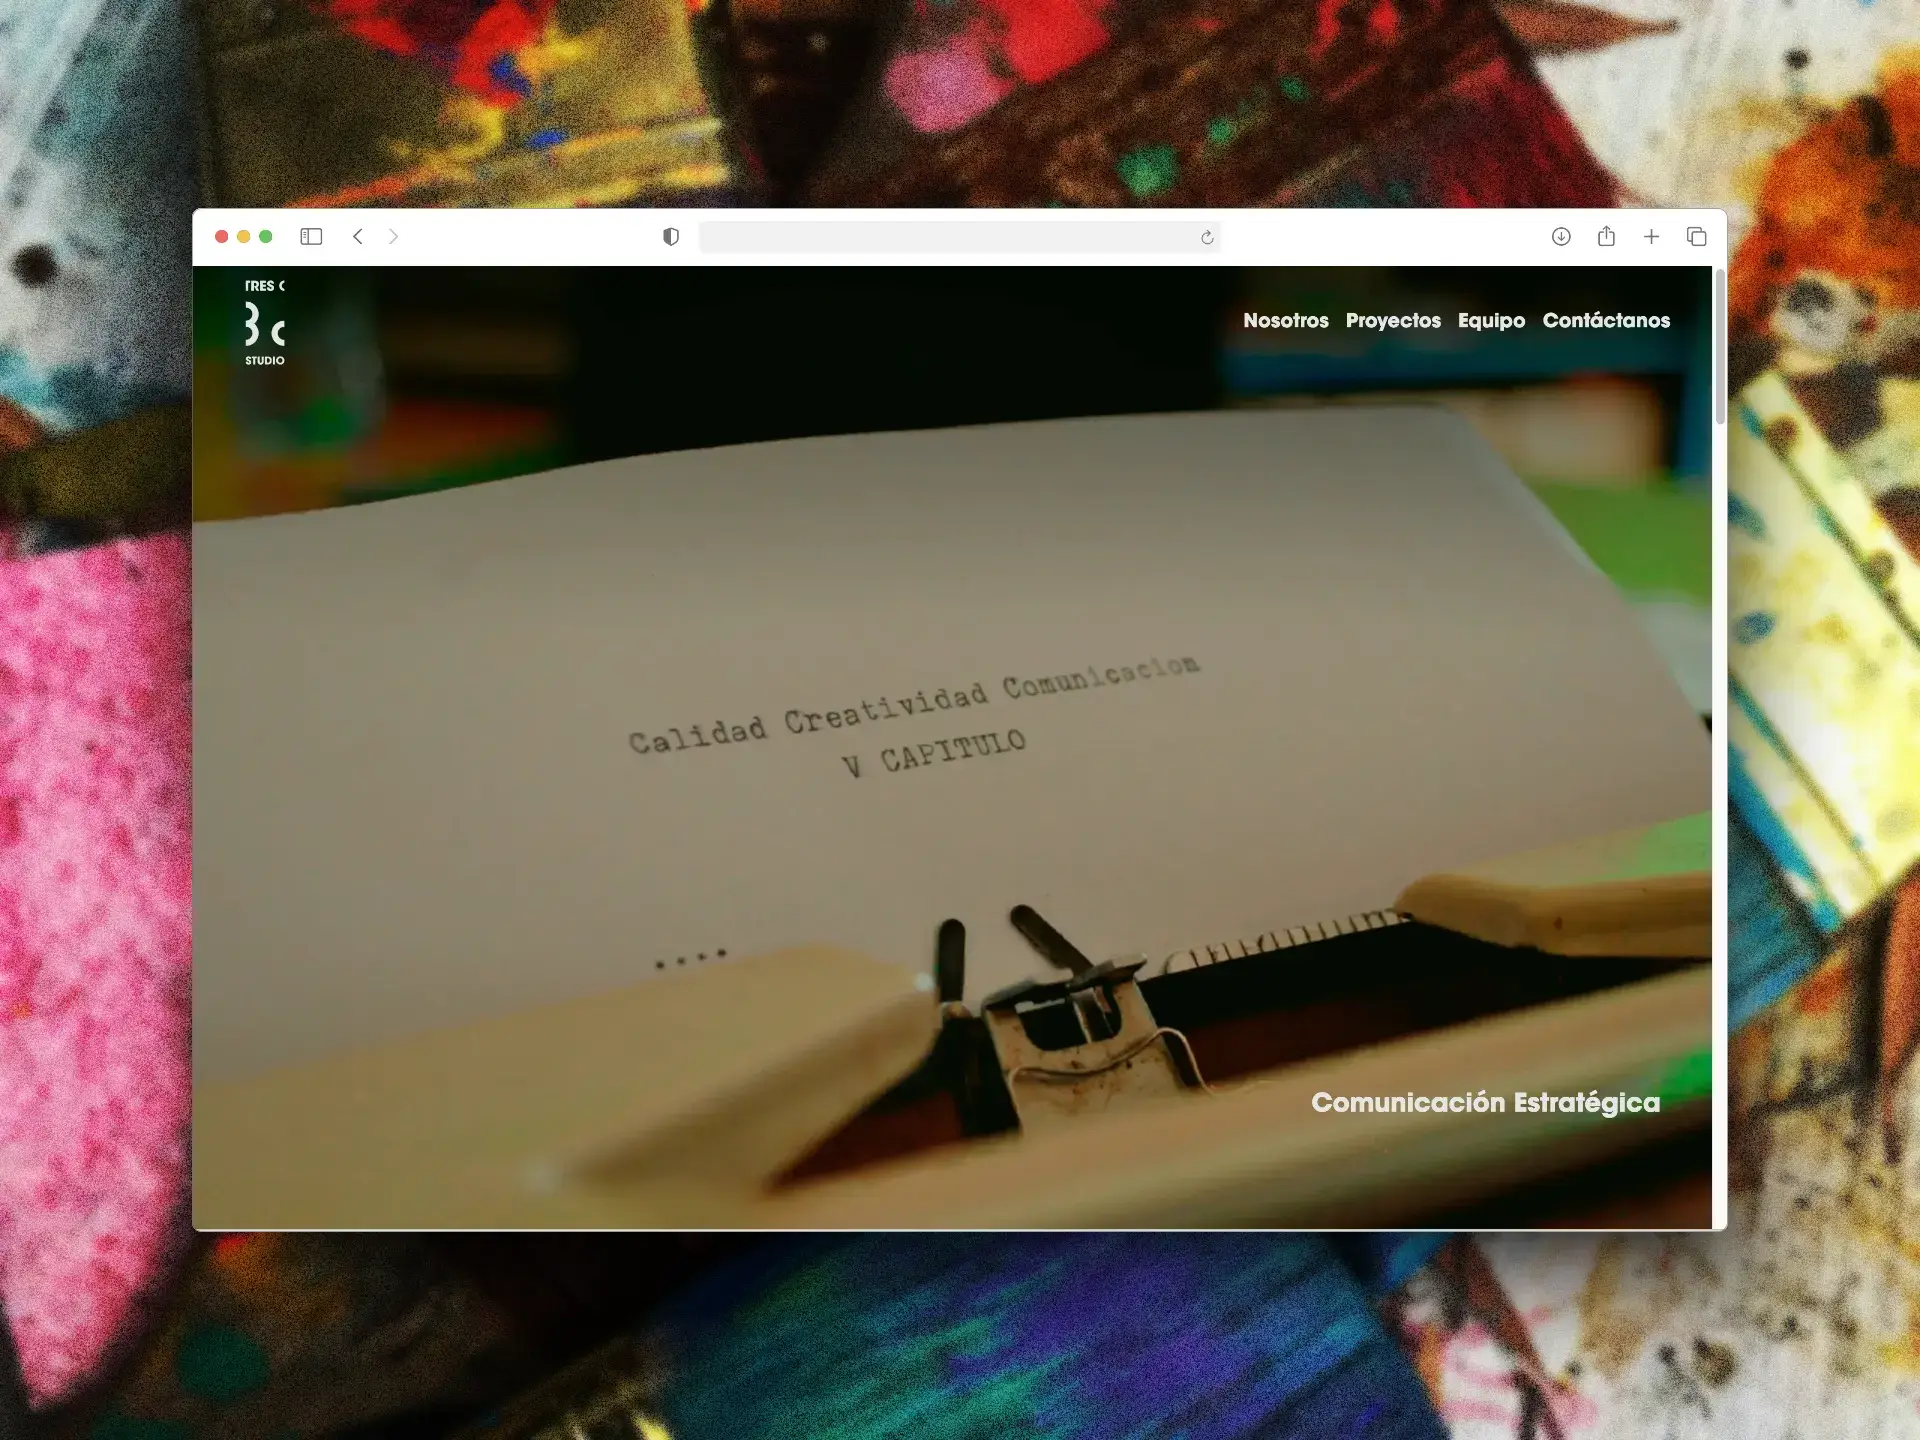 TRES C
3 C
STUDIO
Nosotros Proyectos Equipo Contáctanos
Calidad Creatividad Comunicacion
V CAPITULO
....
Comunicación Estratégica